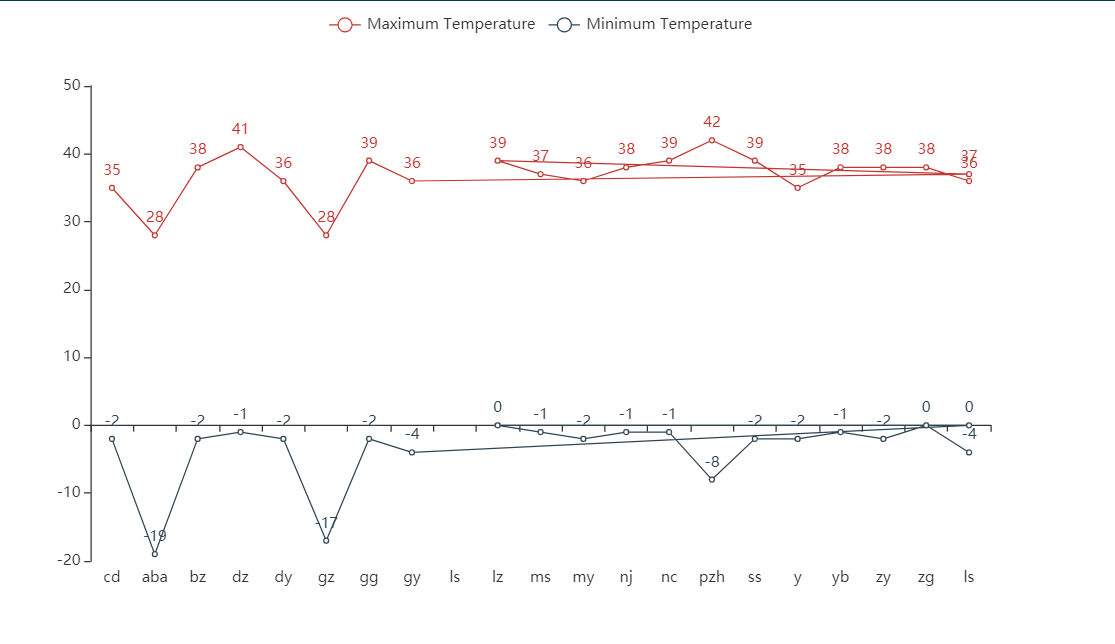 Maximum Temperature Minimum Temperature
50
40
30
20
10
0
-10
-20
35 28 38 41 36 28 39 36 39 37 36 38 39 42 39 35 38 38 38 37 36
-2 -19 -2 -1 -2 -17 -2 -4 0 -1 -2 -1 -1 -8 -2 -2 -1 -2 0 0 -4
cd aba bz dz dy gz gg gy ls lz ms my nj nc pzh ss y yb zy zg ls